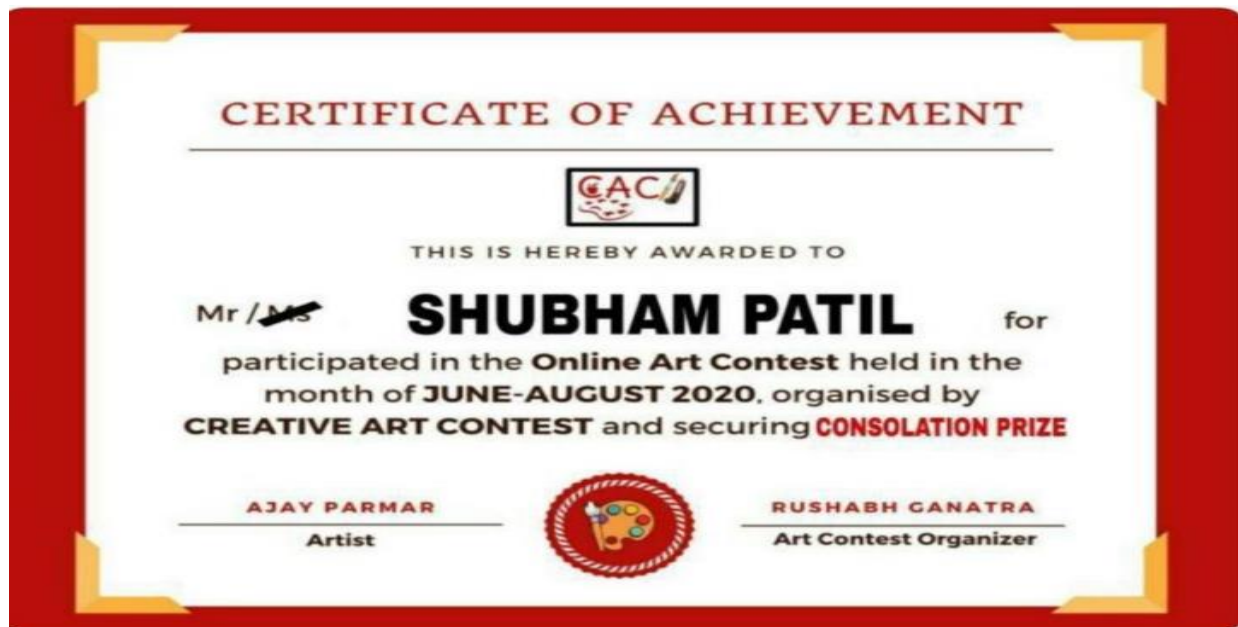 CERTIFICATE OF ACHIEVEMENT
CAC
THIS IS HEREBY AWARDED TO
Mr / Ms SHUBHAM PATIL for
participated in the Online Art Contest held in the
month of JUNE-AUGUST 2020, organised by
CREATIVE ART CONTEST and securing CONSOLATION PRIZE
AJAY PARMAR
Artist
RUSHABH GANATRA
Art Contest Organizer